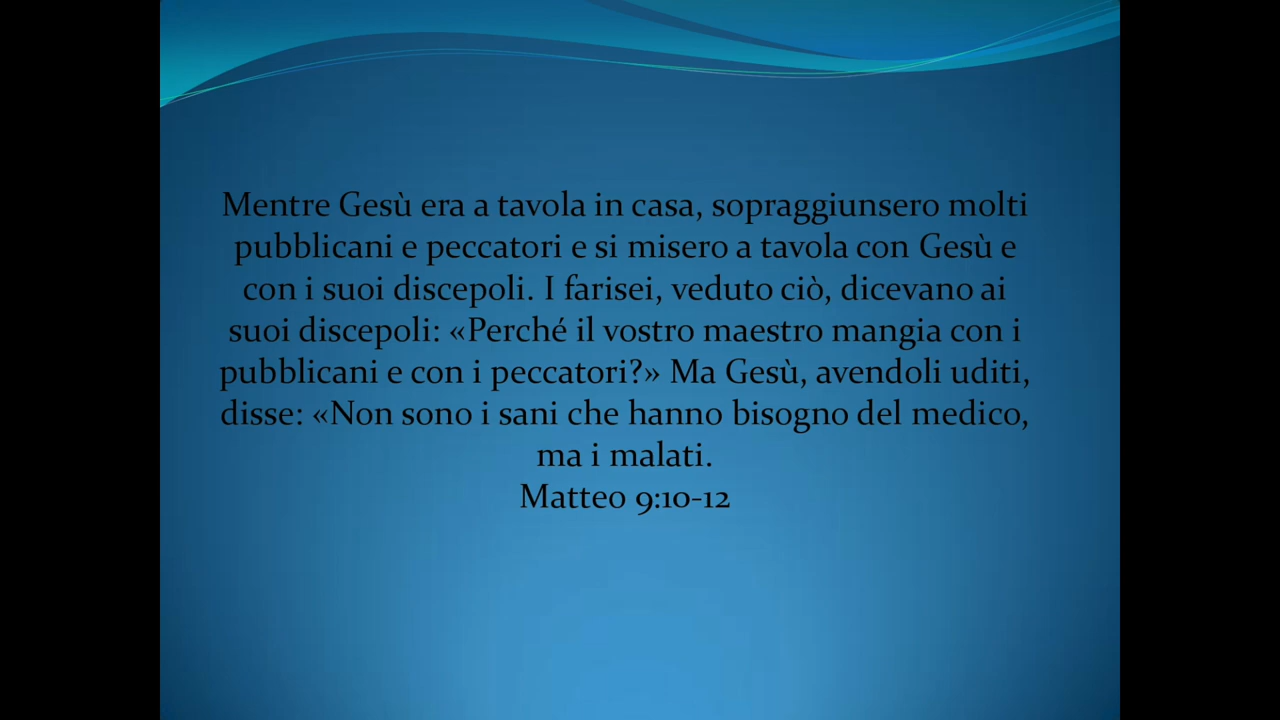 Mentre Gesù era a tavola in casa, sopraggiunsero molti
pubblicani e peccatori e si misero a tavola con Gesù e
con i suoi discepoli. I farisei, veduto ciò, dicevano ai
suoi discepoli: «Perché il vostro maestro mangia con i
pubblicani e con i peccatori?» Ma Gesù, avendoli uditi,
disse: «Non sono i sani che hanno bisogno del medico,
ma i malati.
Matteo 9:10-12